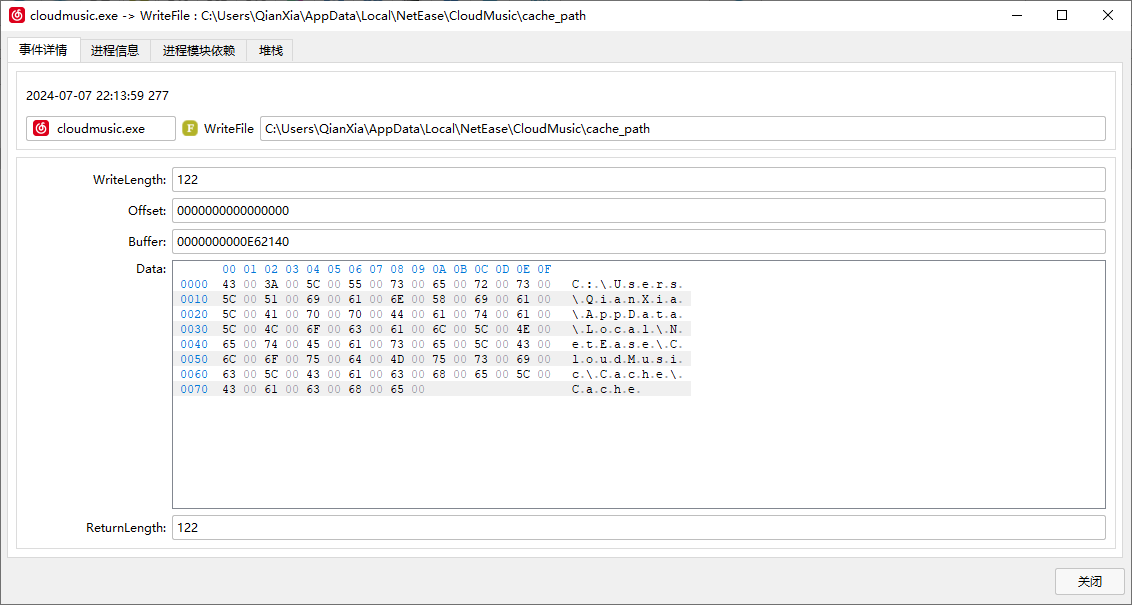 cloudmusic.exe -> WriteFile : C:\Users\QianXia\AppData\Local\NetEase\CloudMusic\cache_path
事件详情 进程信息 进程模块依赖 堆栈
2024-07-07 22:13:59 277
cloudmusic.exe F WriteFile C:\Users\QianXia\AppData\Local\NetEase\CloudMusic\cache_path
WriteLength: 122
Offset: 0000000000000000
Buffer: 0000000000E62140
Data: 00 01 02 03 04 05 06 07 08 09 0A 0B 0C 0D 0E 0F
0000 43 00 3A 00 5C 00 55 00 73 00 65 00 72 00 73 00 C.:.\.U.s.e.r.s.
0010 5C 00 51 00 69 00 61 00 6E 00 58 00 69 00 61 00 \.Q.i.a.n.X.i.a.
0020 5C 00 41 00 70 00 70 00 44 00 61 00 74 00 61 00 \.A.p.p.D.a.t.a.
0030 5C 00 4C 00 6F 00 63 00 61 00 6C 00 5C 00 4E 00 \.L.o.c.a.l.\.N.
0040 65 00 74 00 45 00 61 00 73 00 65 00 5C 00 43 00 e.t.E.a.s.e.\.C.
0050 6C 00 6F 00 75 00 64 00 4D 00 75 00 73 00 69 00 l.o.u.d.M.u.s.i.
0060 63 00 5C 00 43 00 61 00 63 00 68 00 65 00 5C 00 c.\.C.a.c.h.e.\.
0070 43 00 61 00 63 00 68 00 65 00 C.a.c.h.e.
ReturnLength: 122
关闭